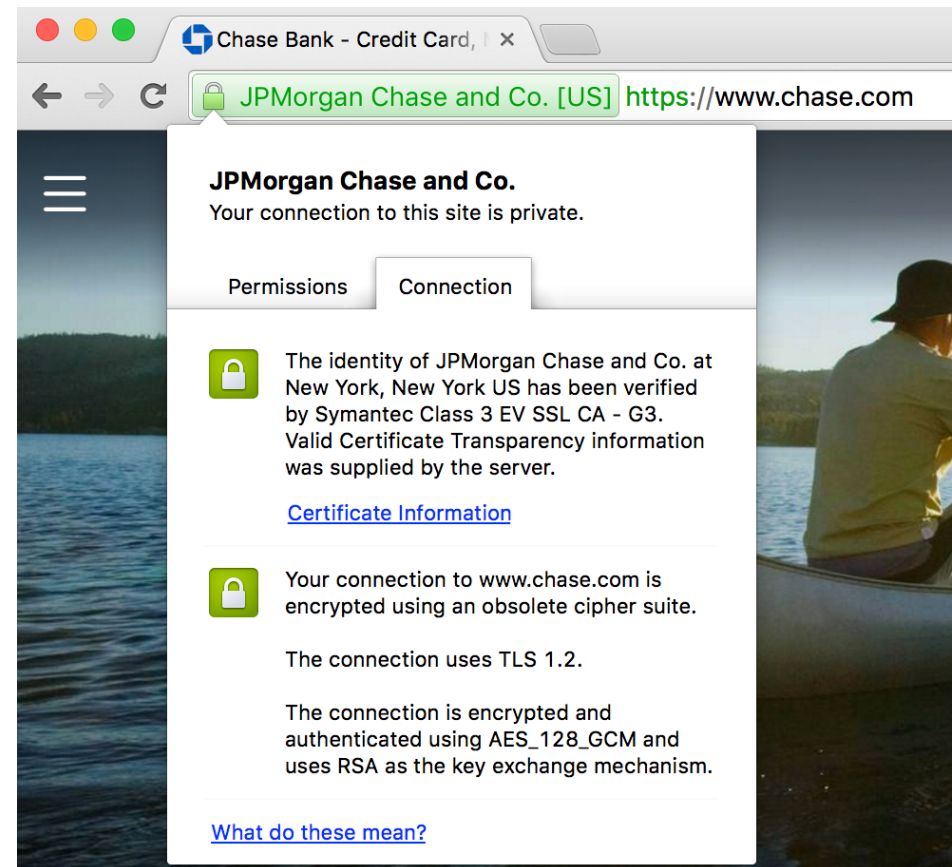 Chase Bank - Credit Card,
JPMorgan Chase and Co. [US] https://www.chase.com
JPMorgan Chase and Co.
Your connection to this site is private.
Permissions Connection
The identity of JPMorgan Chase and Co. at
New York, New York US has been verified
by Symantec Class 3 EV SSL CA - G3.
Valid Certificate Transparency information
was supplied by the server.
Certificate Information
Your connection to www.chase.com is
encrypted using an obsolete cipher suite.
The connection uses TLS 1.2.
The connection is encrypted and
authenticated using AES_128_GCM and
uses RSA as the key exchange mechanism.
What do these mean?